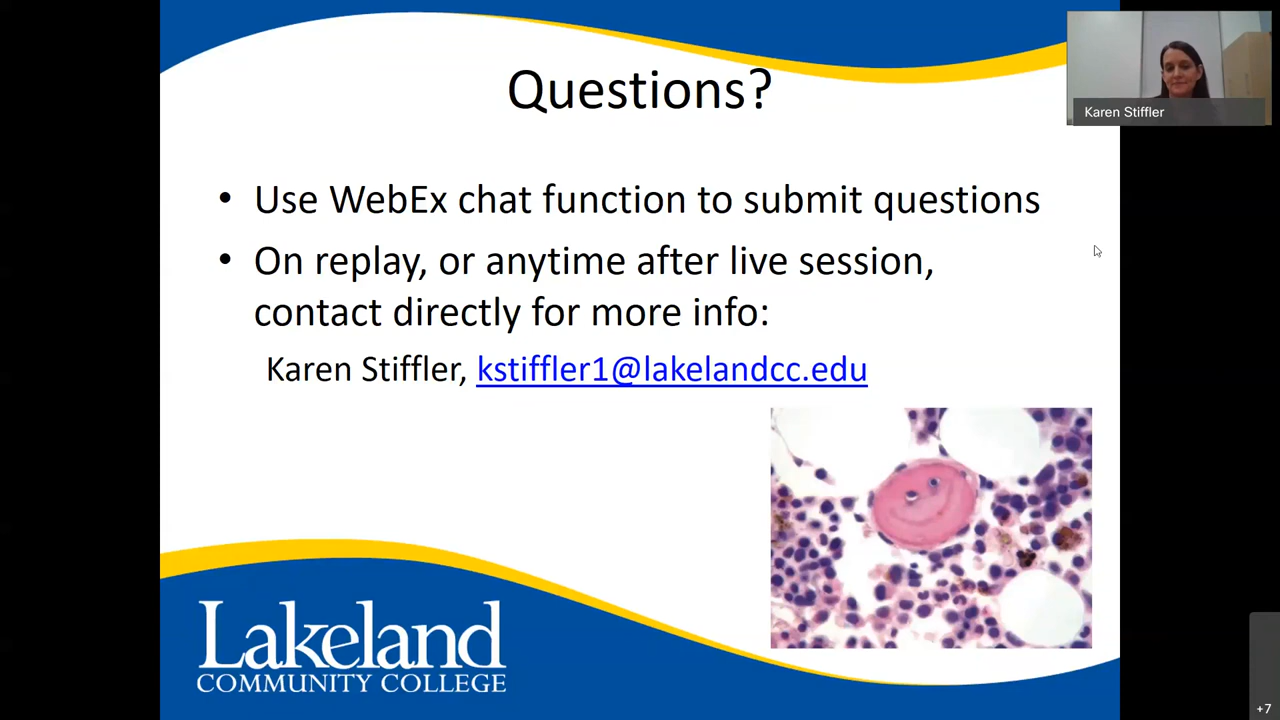 Questions?
Karen Stiffler
• Use WebEx chat function to submit questions
• On replay, or anytime after live session,
contact directly for more info:
Karen Stiffler, kstiffler1@lakelandcc.edu
Lakeland
COMMUNITY COLLEGE
+7